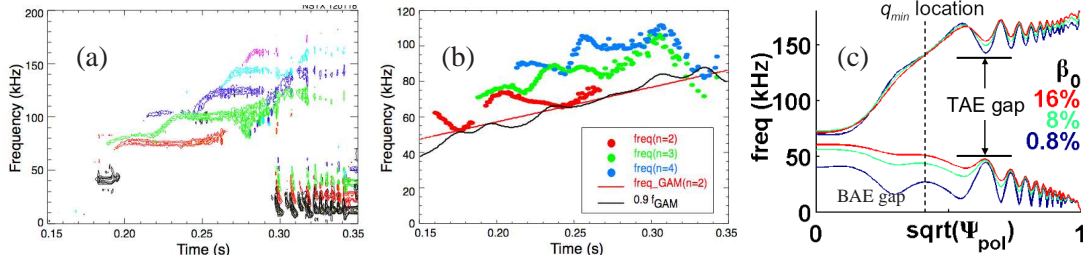 NSTX 120118
(a)
Frequency (kHz)
200
150
100
50
0
0.15
0.20
0.25
0.30
0.35
Time (s)
(b)
Frequency (kHz)
120
100
80
60
40
20
0
freq(n=2)
freq(n=3)
freq(n=4)
freq_GAM(n=2)
0.9 fGAM
0.15
0.20
0.25
0.30
0.35
Time (s)
qmin location
(c)
freq (kHz)
150
100
50
0
TAE gap
β0
16%
8%
0.8%
BAE gap
0
1
sqrt(Ψpol)